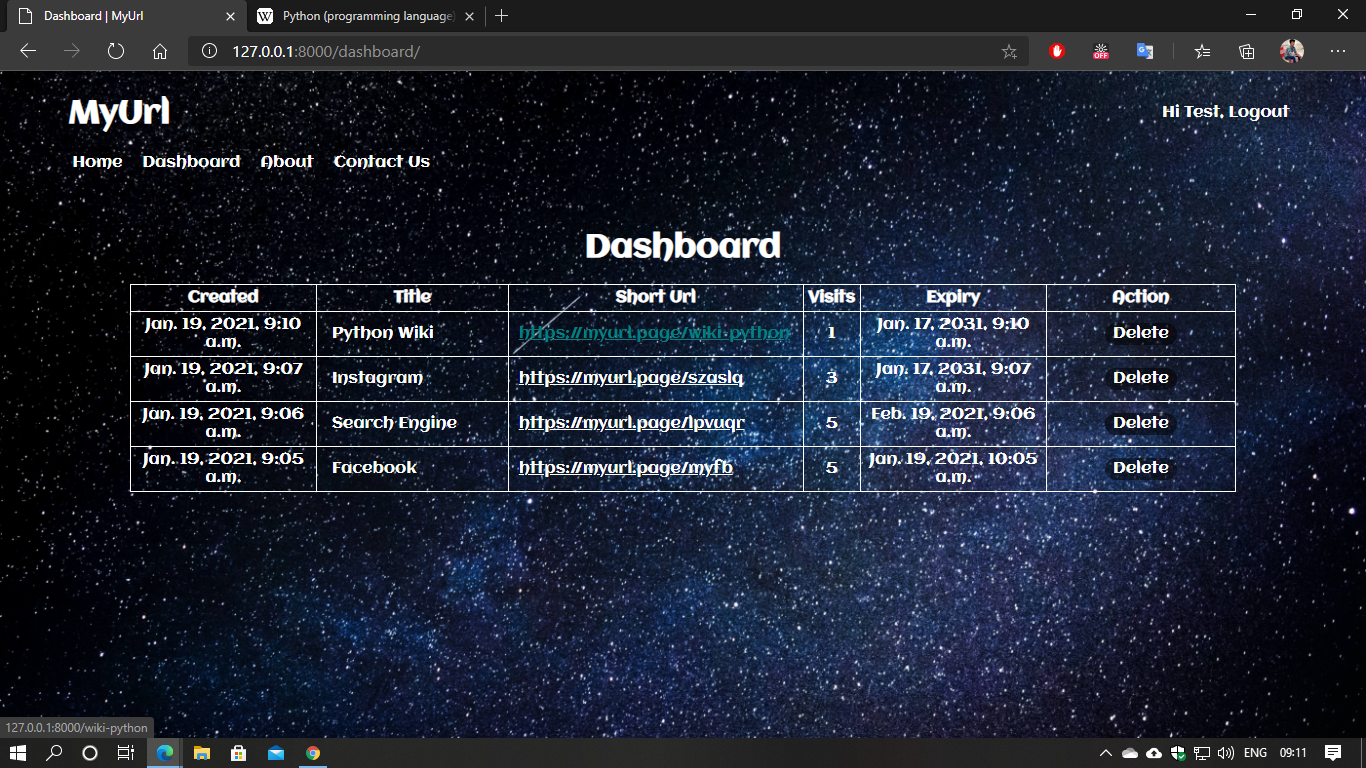 Dashboard | MyUrl
Python (programming language)
127.0.0.1:8000/dashboard/
OFF
MyUrl
Hi Test, Logout
Home Dashboard About Contact Us
Dashboard
Created Title Short Url Visits Expiry Action
Jan. 19, 2021, 9:10 a.m. Python Wiki https://myurl.page/wiki-python 1 Jan. 17, 2031, 9:10 a.m. Delete
Jan. 19, 2021, 9:07 a.m. Instagram https://myurl.page/szaslq 3 Jan. 17, 2031, 9:07 a.m. Delete
Jan. 19, 2021, 9:06 a.m. Search Engine https://myurl.page/lpvuqr 5 Feb. 19, 2021, 9:06 a.m. Delete
Jan. 19, 2021, 9:05 a.m. Facebook https://myurl.page/myfb 5 Jan. 19, 2021, 10:05 a.m. Delete
127.0.0.1:8000/wiki-python
ENG 09:11